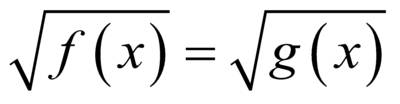 √f(x) = √g(x)